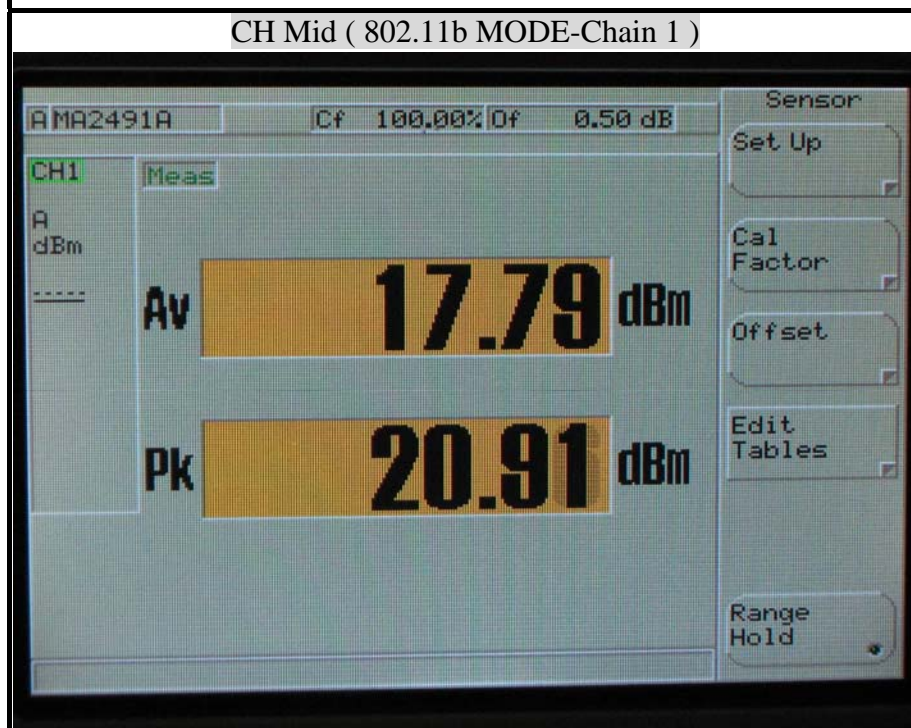 CH Mid ( 802.11b MODE-Chain 1 )
A MA2491A Cf 100.00% Of 0.50 dB
Sensor
Set Up
CH1
Meas
A
dBm
-----
Cal
Factor
Av 17.79 dBm
Offset
Pk 20.91 dBm
Edit
Tables
Range
Hold